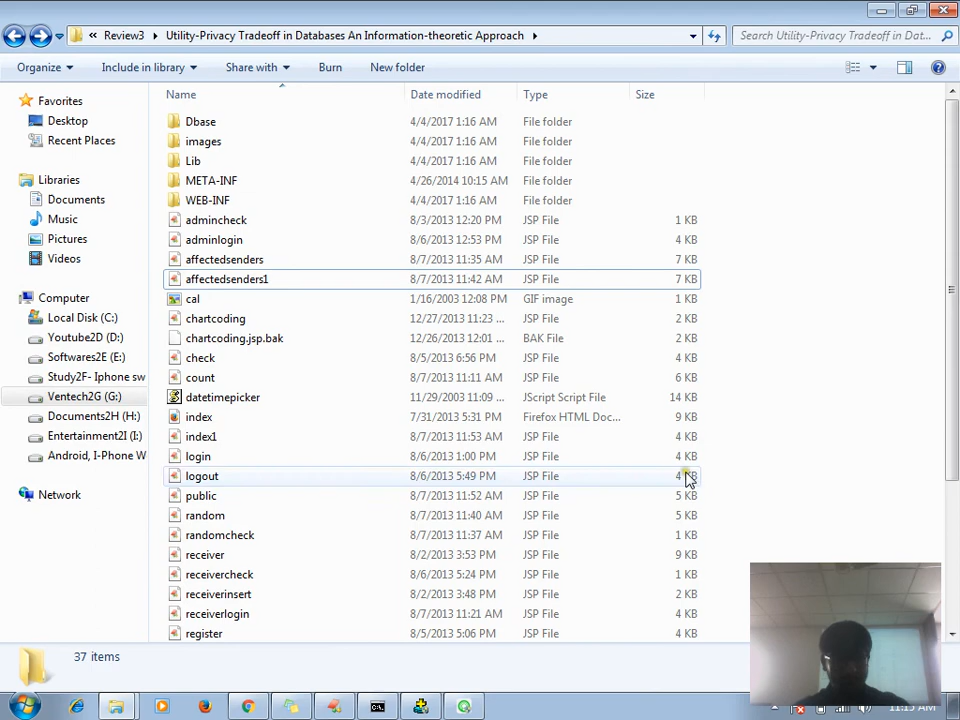 « Review3 ▸ Utility-Privacy Tradeoff in Databases An Information-theoretic Approach ▸
Search Utility-Privacy Tradeoff in Dat...
Organize Include in library Share with Burn New folder
Name Date modified Type Size
Favorites
Desktop
Recent Places
Libraries
Documents
Music
Pictures
Videos
Computer
Local Disk (C:)
Youtube2D (D:)
Softwares2E (E:)
Study2F- Iphone sw
Ventech2G (G:)
Documents2H (H:)
Entertainment2I (I:)
Android, I-Phone W
Network
Dbase 4/4/2017 1:16 AM File folder
images 4/4/2017 1:16 AM File folder
Lib 4/4/2017 1:16 AM File folder
META-INF 4/26/2014 10:15 AM File folder
WEB-INF 4/4/2017 1:16 AM File folder
admincheck 8/3/2013 12:20 PM JSP File 1 KB
adminlogin 8/6/2013 12:53 PM JSP File 4 KB
affectedsenders 8/7/2013 11:35 AM JSP File 7 KB
affectedsenders1 8/7/2013 11:42 AM JSP File 7 KB
cal 1/16/2003 12:08 PM GIF image 1 KB
chartcoding 12/27/2013 11:23 ... JSP File 2 KB
chartcoding.jsp.bak 12/26/2013 12:01 ... BAK File 2 KB
check 8/5/2013 6:56 PM JSP File 4 KB
count 8/7/2013 11:11 AM JSP File 6 KB
datetimepicker 11/29/2003 11:09 ... JScript Script File 14 KB
index 7/31/2013 5:31 PM Firefox HTML Doc... 9 KB
index1 8/7/2013 11:53 AM JSP File 4 KB
login 8/6/2013 1:00 PM JSP File 4 KB
logout 8/6/2013 5:49 PM JSP File 4 KB
public 8/7/2013 11:52 AM JSP File 5 KB
random 8/7/2013 11:40 AM JSP File 5 KB
randomcheck 8/7/2013 11:37 AM JSP File 1 KB
receiver 8/2/2013 3:53 PM JSP File 9 KB
receivercheck 8/6/2013 5:24 PM JSP File 1 KB
receiverinsert 8/2/2013 3:48 PM JSP File 2 KB
receiverlogin 8/7/2013 11:21 AM JSP File 4 KB
register 8/5/2013 5:06 PM JSP File 4 KB
37 items
11:15 AM